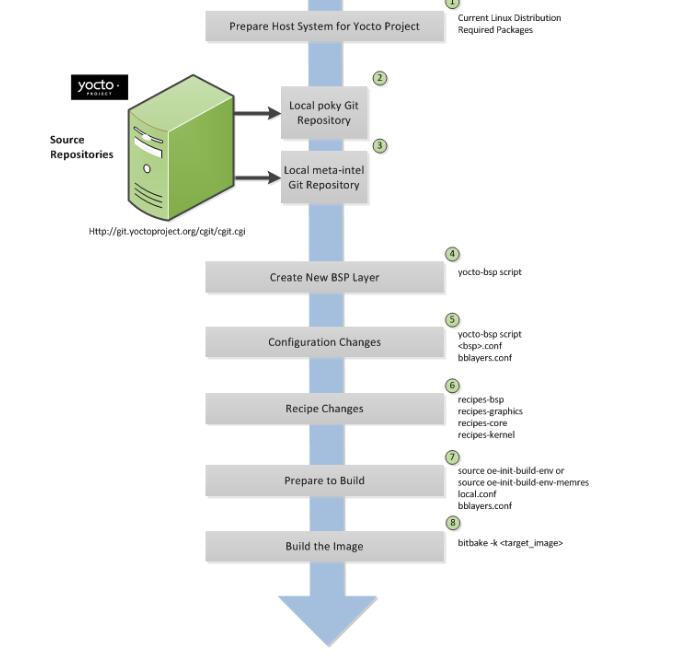 1
Prepare Host System for Yocto Project
Current Linux Distribution
Required Packages
yocto ·
PROJECT
Source
Repositories
Http://git.yoctoproject.org/cgit/cgit.cgi
2
Local poky Git
Repository
3
Local meta-intel
Git Repository
4
Create New BSP Layer
yocto-bsp script
5
Configuration Changes
yocto-bsp script
<bsp>.conf
bblayers.conf
6
Recipe Changes
recipes-bsp
recipes-graphics
recipes-core
recipes-kernel
7
Prepare to Build
source oe-init-build-env or
source oe-init-build-env-memres
local.conf
bblayers.conf
8
Build the Image
bitbake -k <target_image>